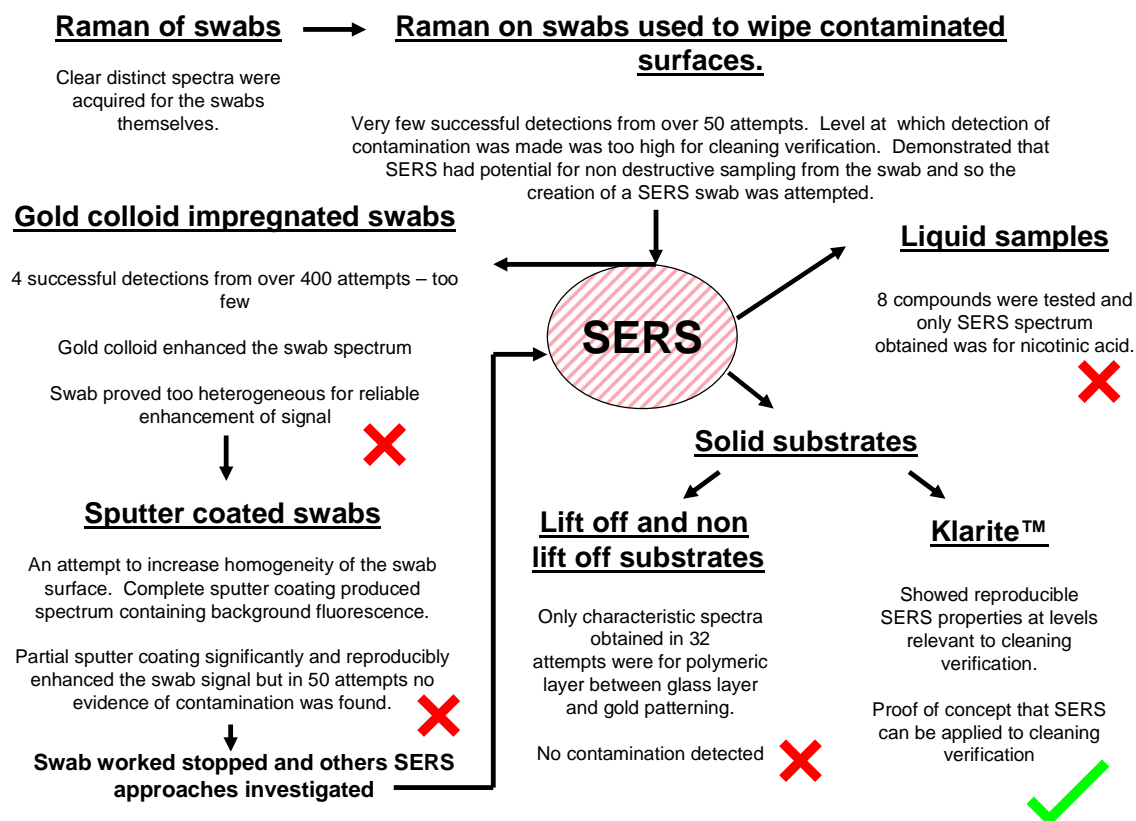 Raman of swabs
Clear distinct spectra were
acquired for the swabs
themselves.
Raman on swabs used to wipe contaminated
surfaces.
Very few successful detections from over 50 attempts.  Level at  which detection of
contamination was made was too high for cleaning verification.  Demonstrated that
SERS had potential for non destructive sampling from the swab and so the
creation of a SERS swab was attempted.
Gold colloid impregnated swabs
4 successful detections from over 400 attempts – too
few
Gold colloid enhanced the swab spectrum
Swab proved too heterogeneous for reliable
enhancement of signal
Sputter coated swabs
An attempt to increase homogeneity of the swab
surface.  Complete sputter coating produced
spectrum containing background fluorescence.
Partial sputter coating significantly and reproducibly
enhanced the swab signal but in 50 attempts no
evidence of contamination was found.
Swab worked stopped and others SERS
approaches investigated
SERS
Liquid samples
8 compounds were tested and
only SERS spectrum
obtained was for nicotinic acid.
Solid substrates
Lift off and non
lift off substrates
Only characteristic spectra
obtained in 32
attempts were for polymeric
layer between glass layer
and gold patterning.
No contamination detected
Klarite™
Showed reproducible
SERS properties at levels
relevant to cleaning
verification.
Proof of concept that SERS
can be applied to cleaning
verification